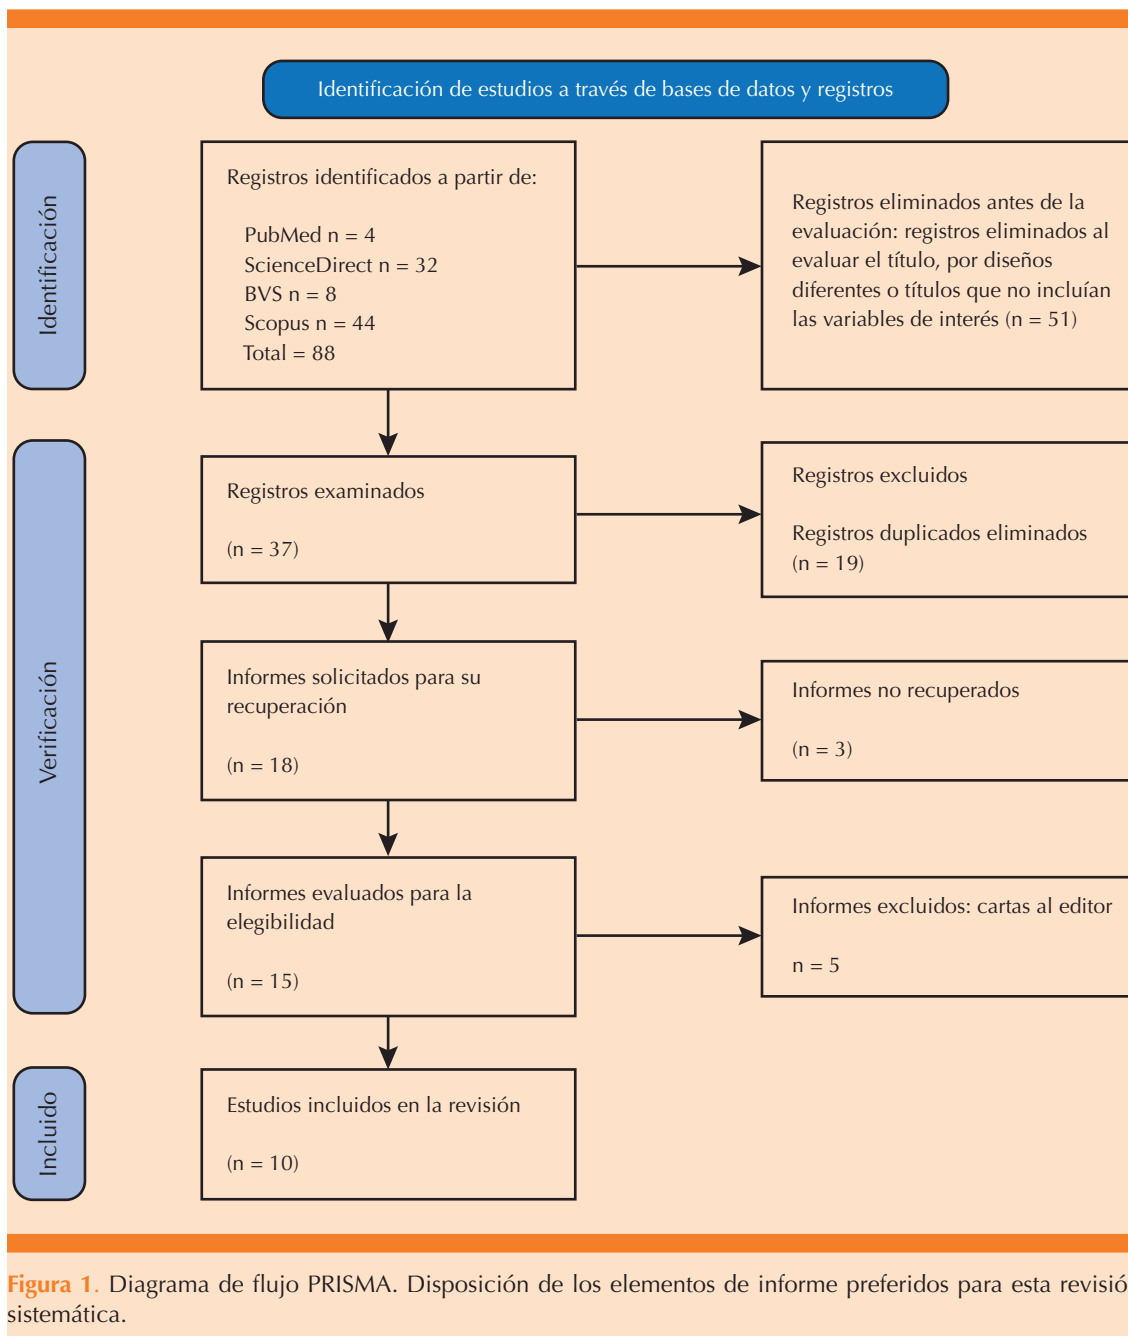 Identificación de estudios a través de bases de datos y registros
Identificación
Registros identificados a partir de:
PubMed n = 4
ScienceDirect n = 32
BVS n = 8
Scopus n = 44
Total = 88
Registros eliminados antes de la
evaluación: registros eliminados al
evaluar el título, por diseños
diferentes o títulos que no incluían
las variables de interés (n = 51)
Verificación
Registros examinados
(n = 37)
Registros excluidos
Registros duplicados eliminados
(n = 19)
Informes solicitados para su
recuperación
(n = 18)
Informes no recuperados
(n = 3)
Informes evaluados para la
elegibilidad
(n = 15)
Informes excluidos: cartas al editor
n = 5
Incluido
Estudios incluidos en la revisión
(n = 10)
Figura 1. Diagrama de flujo PRISMA. Disposición de los elementos de informe preferidos para esta revisió
sistemática.